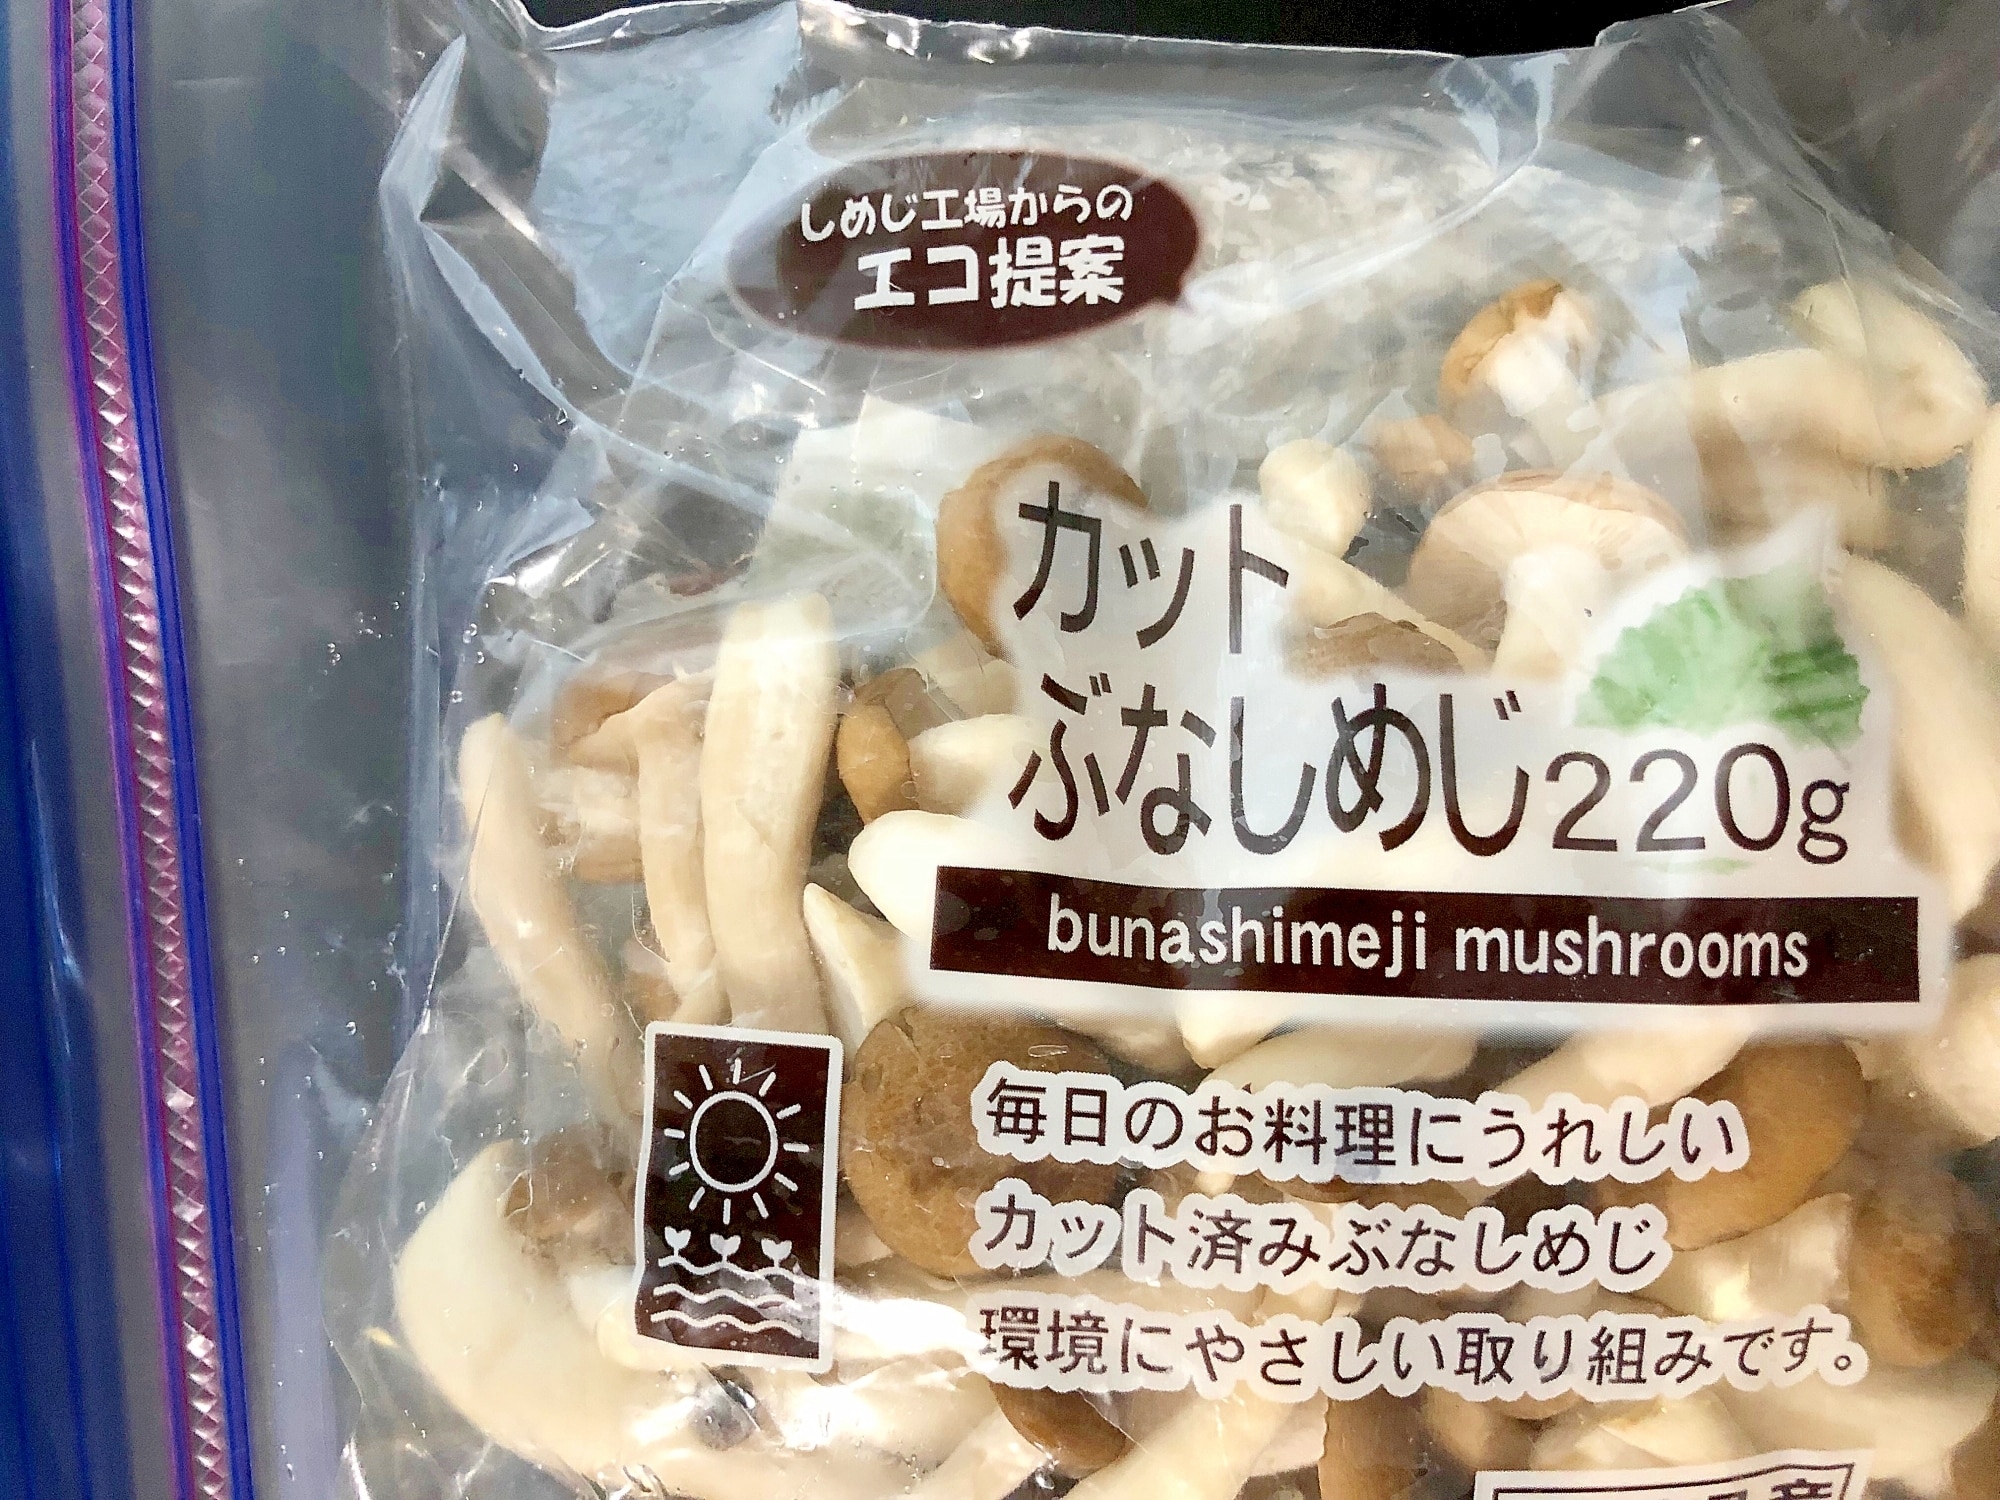 しめじ工場からの
エコ提案
カット
ぶなしめじ220g
bunashimeji mushrooms
毎日のお料理にうれしい
カット済みぶなしめじ
環境にやさしい取り組みです。